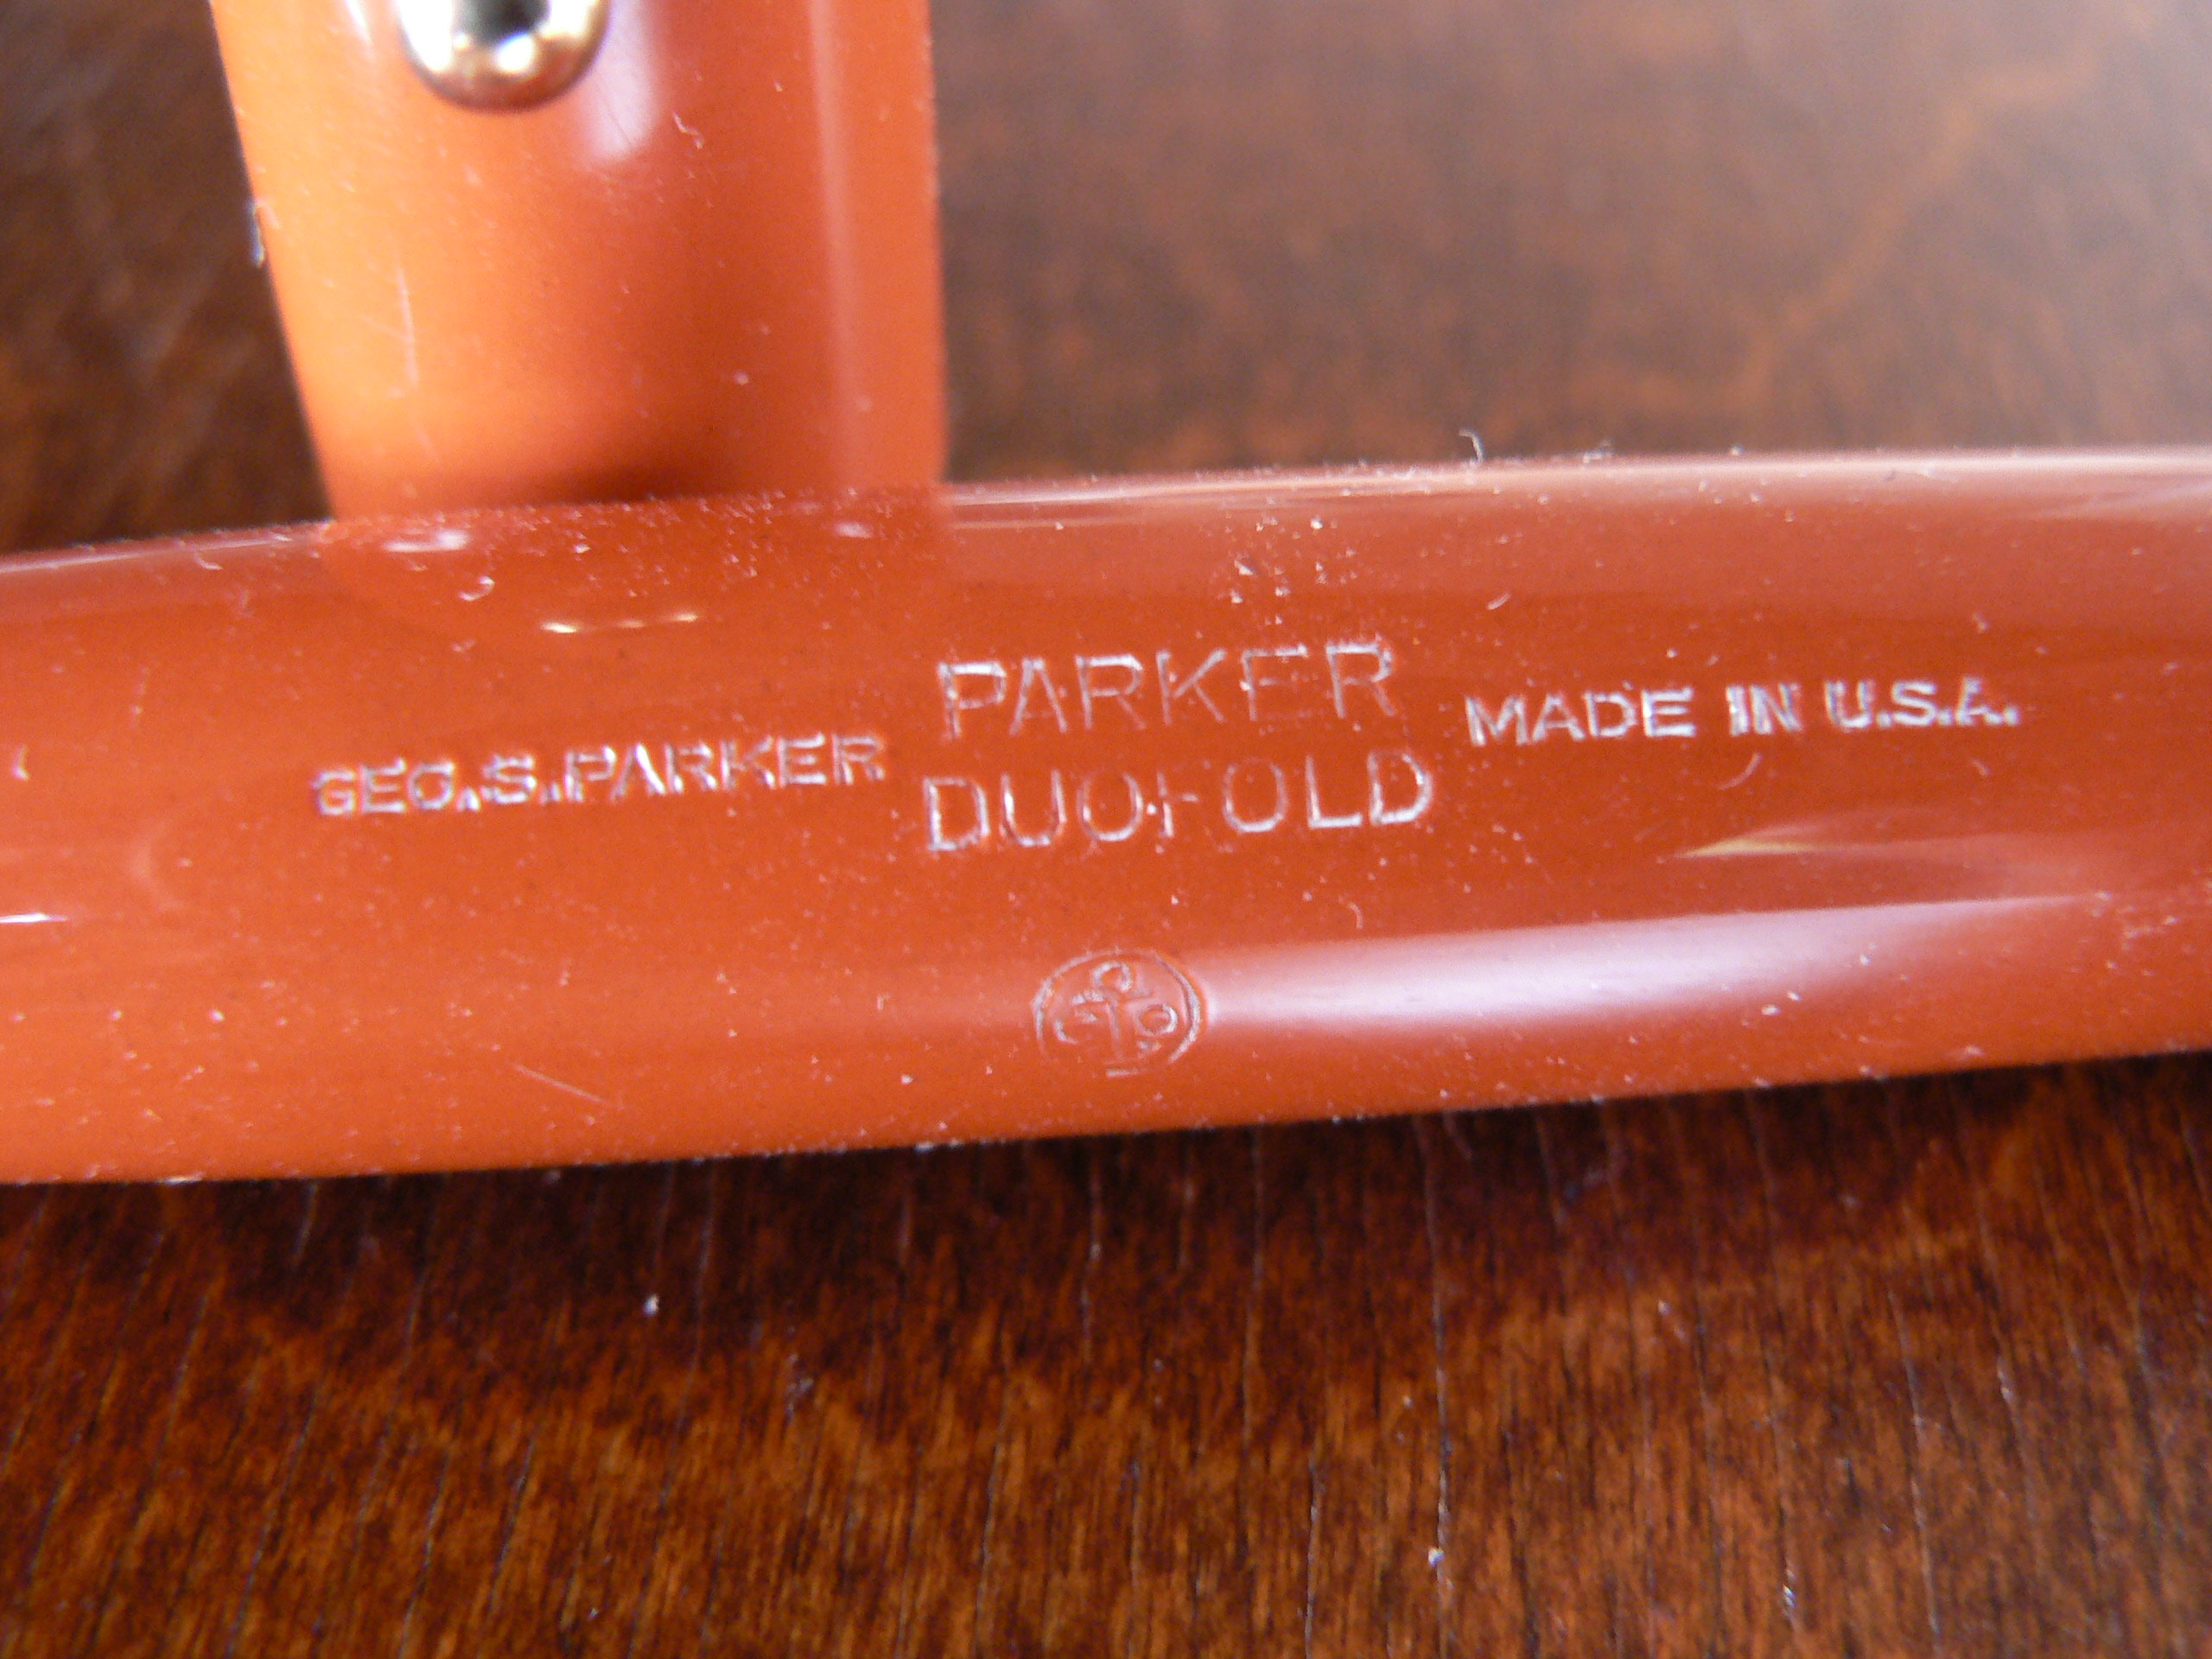 GEO.S.PARKER
PARKER
DUOFOLD
MADE IN U.S.A.